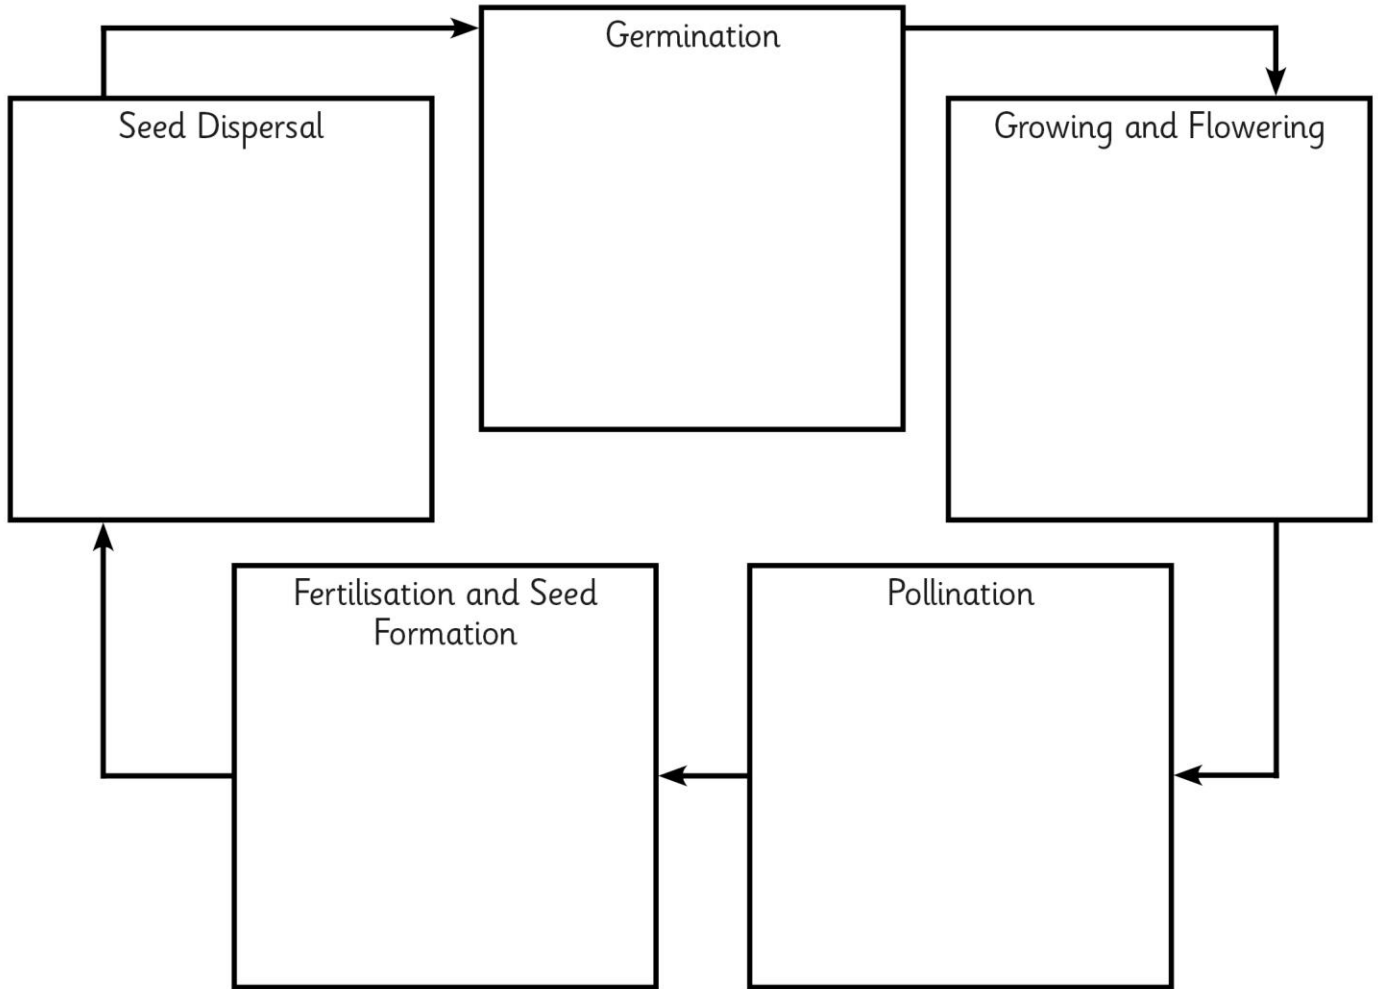 Germination
Seed Dispersal
Growing and Flowering
Fertilisation and Seed
Formation
Pollination